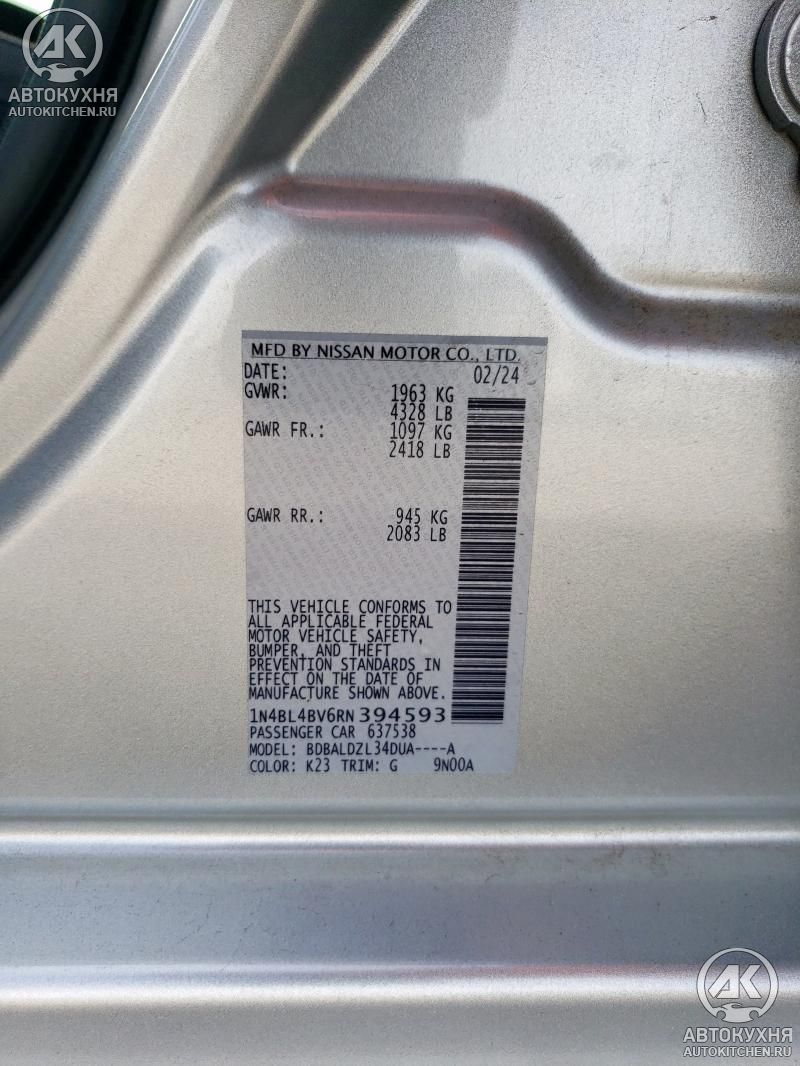 АК
АВТОКУХНЯ
AUTOKITCHEN.RU
MFD BY NISSAN MOTOR CO., LTD.
DATE: 02/24
GVWR: 1963 KG
4328 LB
GAWR FR.: 1097 KG
2418 LB
GAWR RR.: 945 KG
2083 LB
THIS VEHICLE CONFORMS TO
ALL APPLICABLE FEDERAL
MOTOR VEHICLE SAFETY,
BUMPER, AND THEFT
PREVENTION STANDARDS IN
EFFECT ON THE DATE OF
MANUFACTURE SHOWN ABOVE.
1N4BL4BV6RN394593
PASSENGER CAR 637538
MODEL: BDBALDZL34DUA----A
COLOR: K23 TRIM: G 9N00A
АК
АВТОКУХНЯ
AUTOKITCHEN.RU